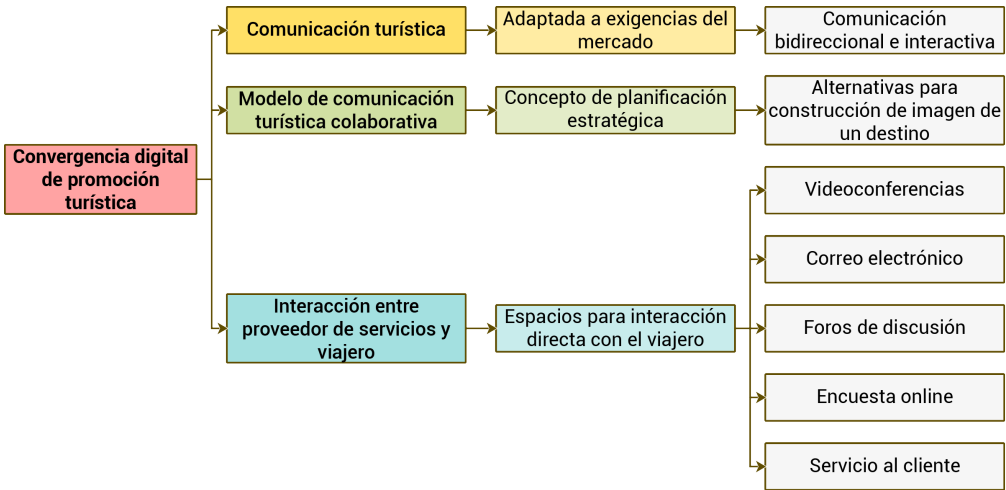 Convergencia digital
de promoción
turística
Comunicación turística
Adaptada a exigencias del
mercado
Comunicación
bidireccional e interactiva
Modelo de comunicación
turística colaborativa
Concepto de planificación
estratégica
Alternativas para
construcción de imagen de
un destino
Interacción entre
proveedor de servicios y
viajero
Espacios para interacción
directa con el viajero
Videoconferencias
Correo electrónico
Foros de discusión
Encuesta online
Servicio al cliente